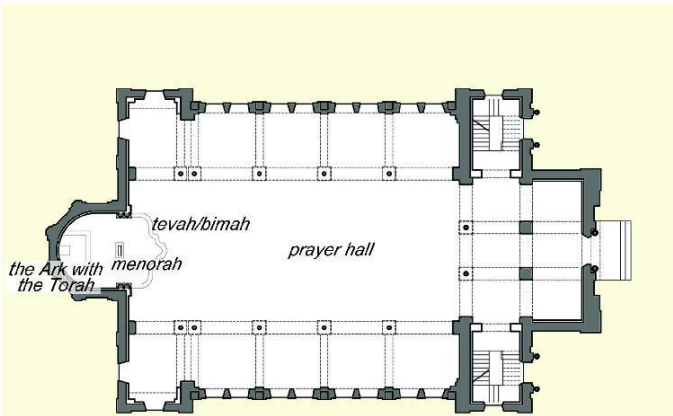 tevah/bimah
prayer hall
menorah
the Ark with
the Torah